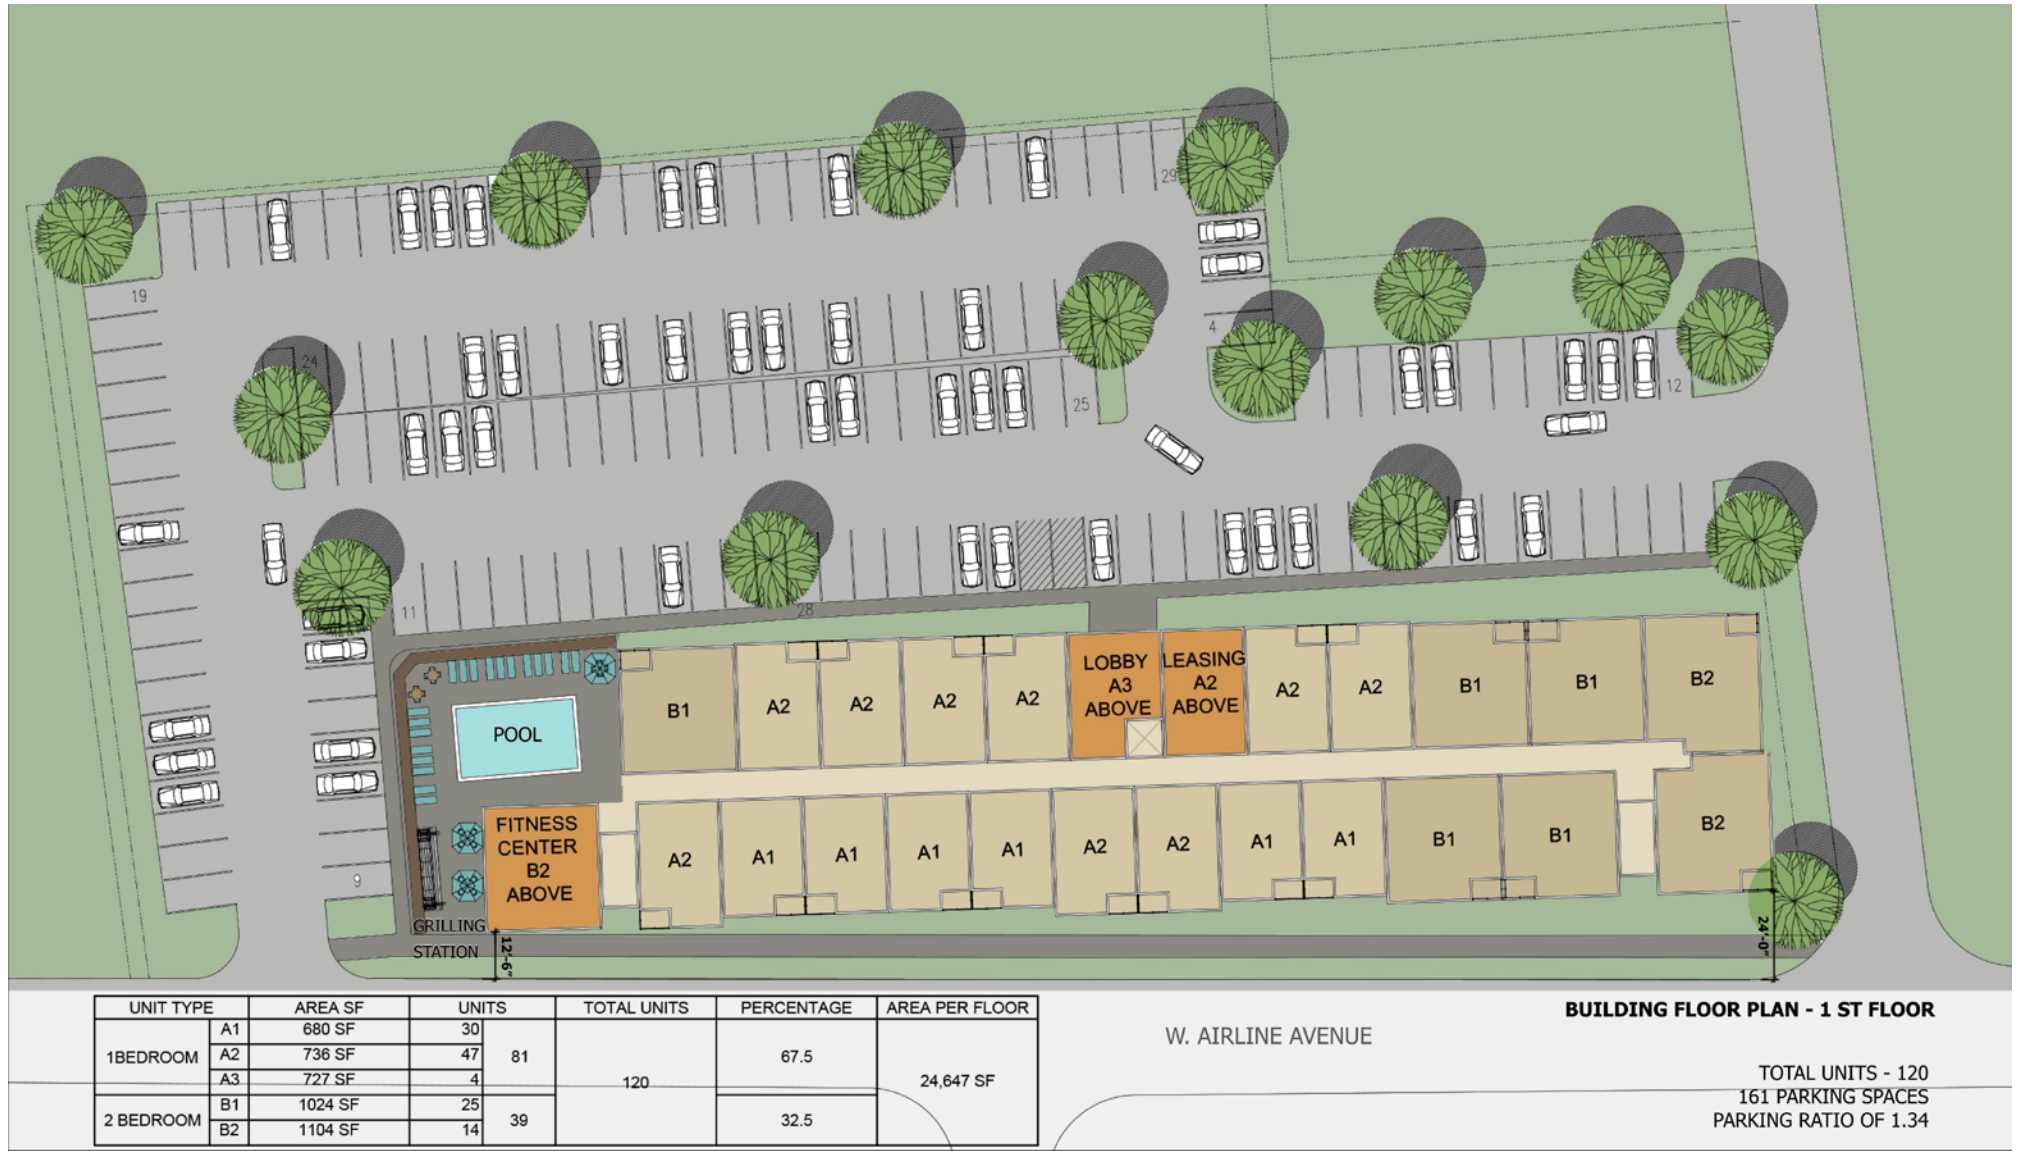 29
19
4
24
12
25
11
28
LOBBY
A3
ABOVE
LEASING
A2
ABOVE
B1
A2
A2
A2
A2
A2
A2
B1
B1
B2
POOL
FITNESS
CENTER
B2
ABOVE
A2
A1
A1
A1
A1
A2
A2
A1
A1
B1
B1
B2
9
GRILLING
STATION
12'-6"
24'-0"
UNIT TYPE AREA SF UNITS TOTAL UNITS PERCENTAGE AREA PER FLOOR
1BEDROOM A1 680 SF 30 81 120 67.5 24,647 SF
A2 736 SF 47
A3 727 SF 4
2 BEDROOM B1 1024 SF 25 39 32.5
B2 1104 SF 14
W. AIRLINE AVENUE
BUILDING FLOOR PLAN - 1 ST FLOOR
TOTAL UNITS - 120
161 PARKING SPACES
PARKING RATIO OF 1.34